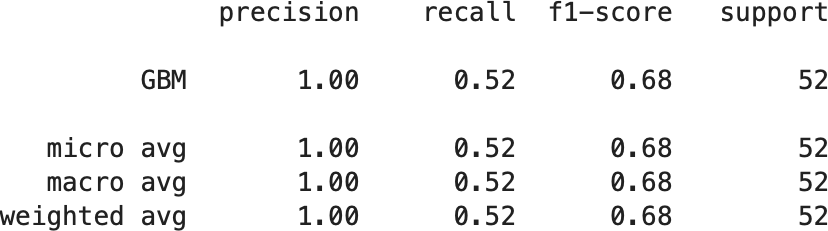 precision recall f1-score support
GBM 1.00 0.52 0.68 52
micro avg 1.00 0.52 0.68 52
macro avg 1.00 0.52 0.68 52
weighted avg 1.00 0.52 0.68 52